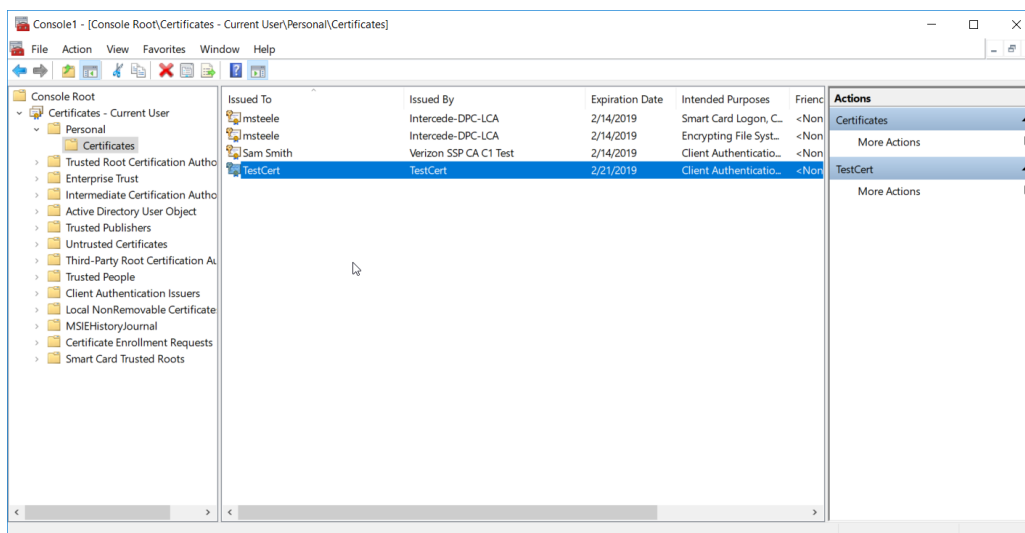 Console1 - [Console Root\Certificates - Current User\Personal\Certificates]
File Action View Favorites Window Help
Console Root
Certificates - Current User
Personal
Certificates
Trusted Root Certification Autho
Enterprise Trust
Intermediate Certification Autho
Active Directory User Object
Trusted Publishers
Untrusted Certificates
Third-Party Root Certification Au
Trusted People
Client Authentication Issuers
Local NonRemovable Certificate
MSIEHistoryJournal
Certificate Enrollment Requests
Smart Card Trusted Roots
Issued To Issued By Expiration Date Intended Purposes Frienc
msteele Intercede-DPC-LCA 2/14/2019 Smart Card Logon, C... <Non
msteele Intercede-DPC-LCA 2/14/2019 Encrypting File Syst... <Non
Sam Smith Verizon SSP CA C1 Test 2/14/2019 Client Authenticatio... <Non
TestCert TestCert 2/21/2019 Client Authenticatio... <Non
Actions
Certificates
More Actions
TestCert
More Actions